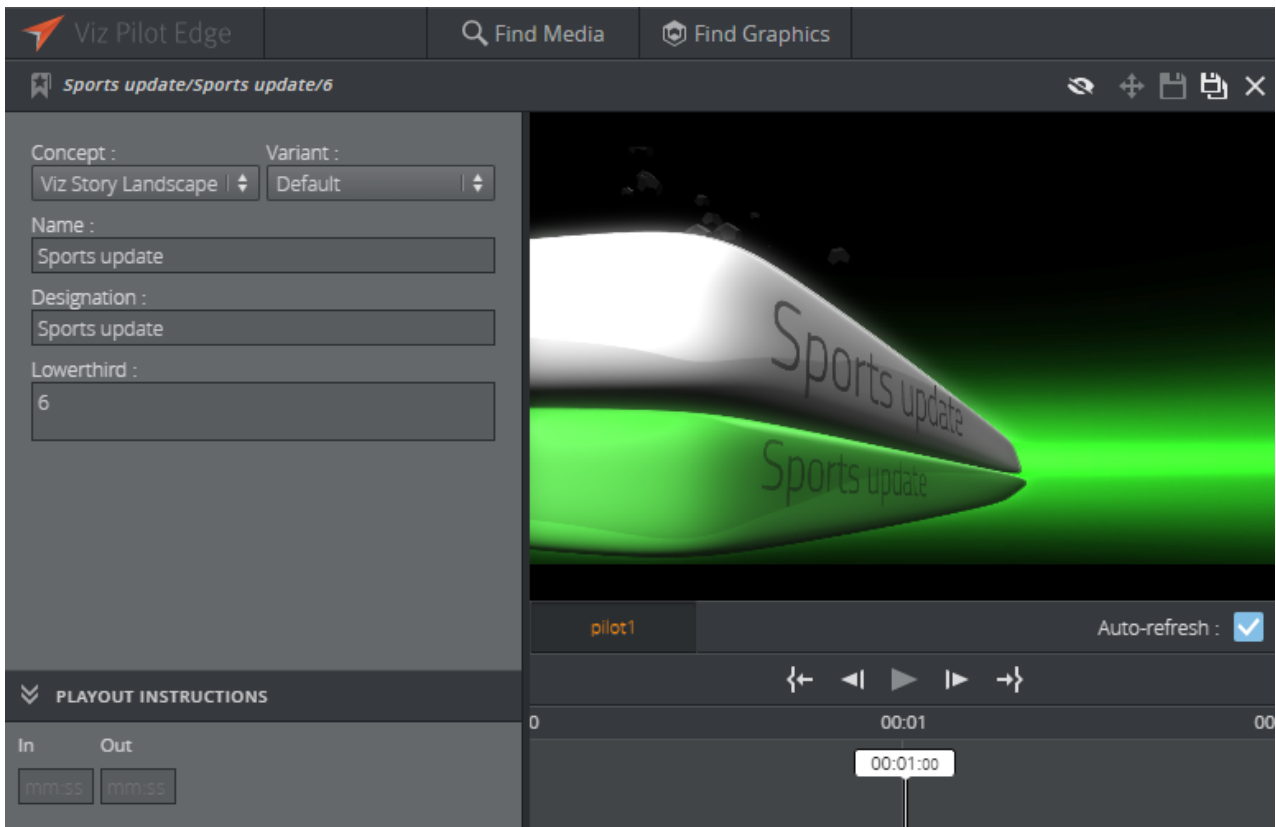 Viz Pilot Edge
Find Media
Find Graphics
Sports update/Sports update/6
Concept :
Variant :
Viz Story Landscape
Default
Name :
Sports update
Designation :
Sports update
Lowerthird :
6
Sports update
Sports update
pilot1
Auto-refresh :
PLAYOUT INSTRUCTIONS
In
Out
mm:ss
mm:ss
0
00:01
00
00:01:00